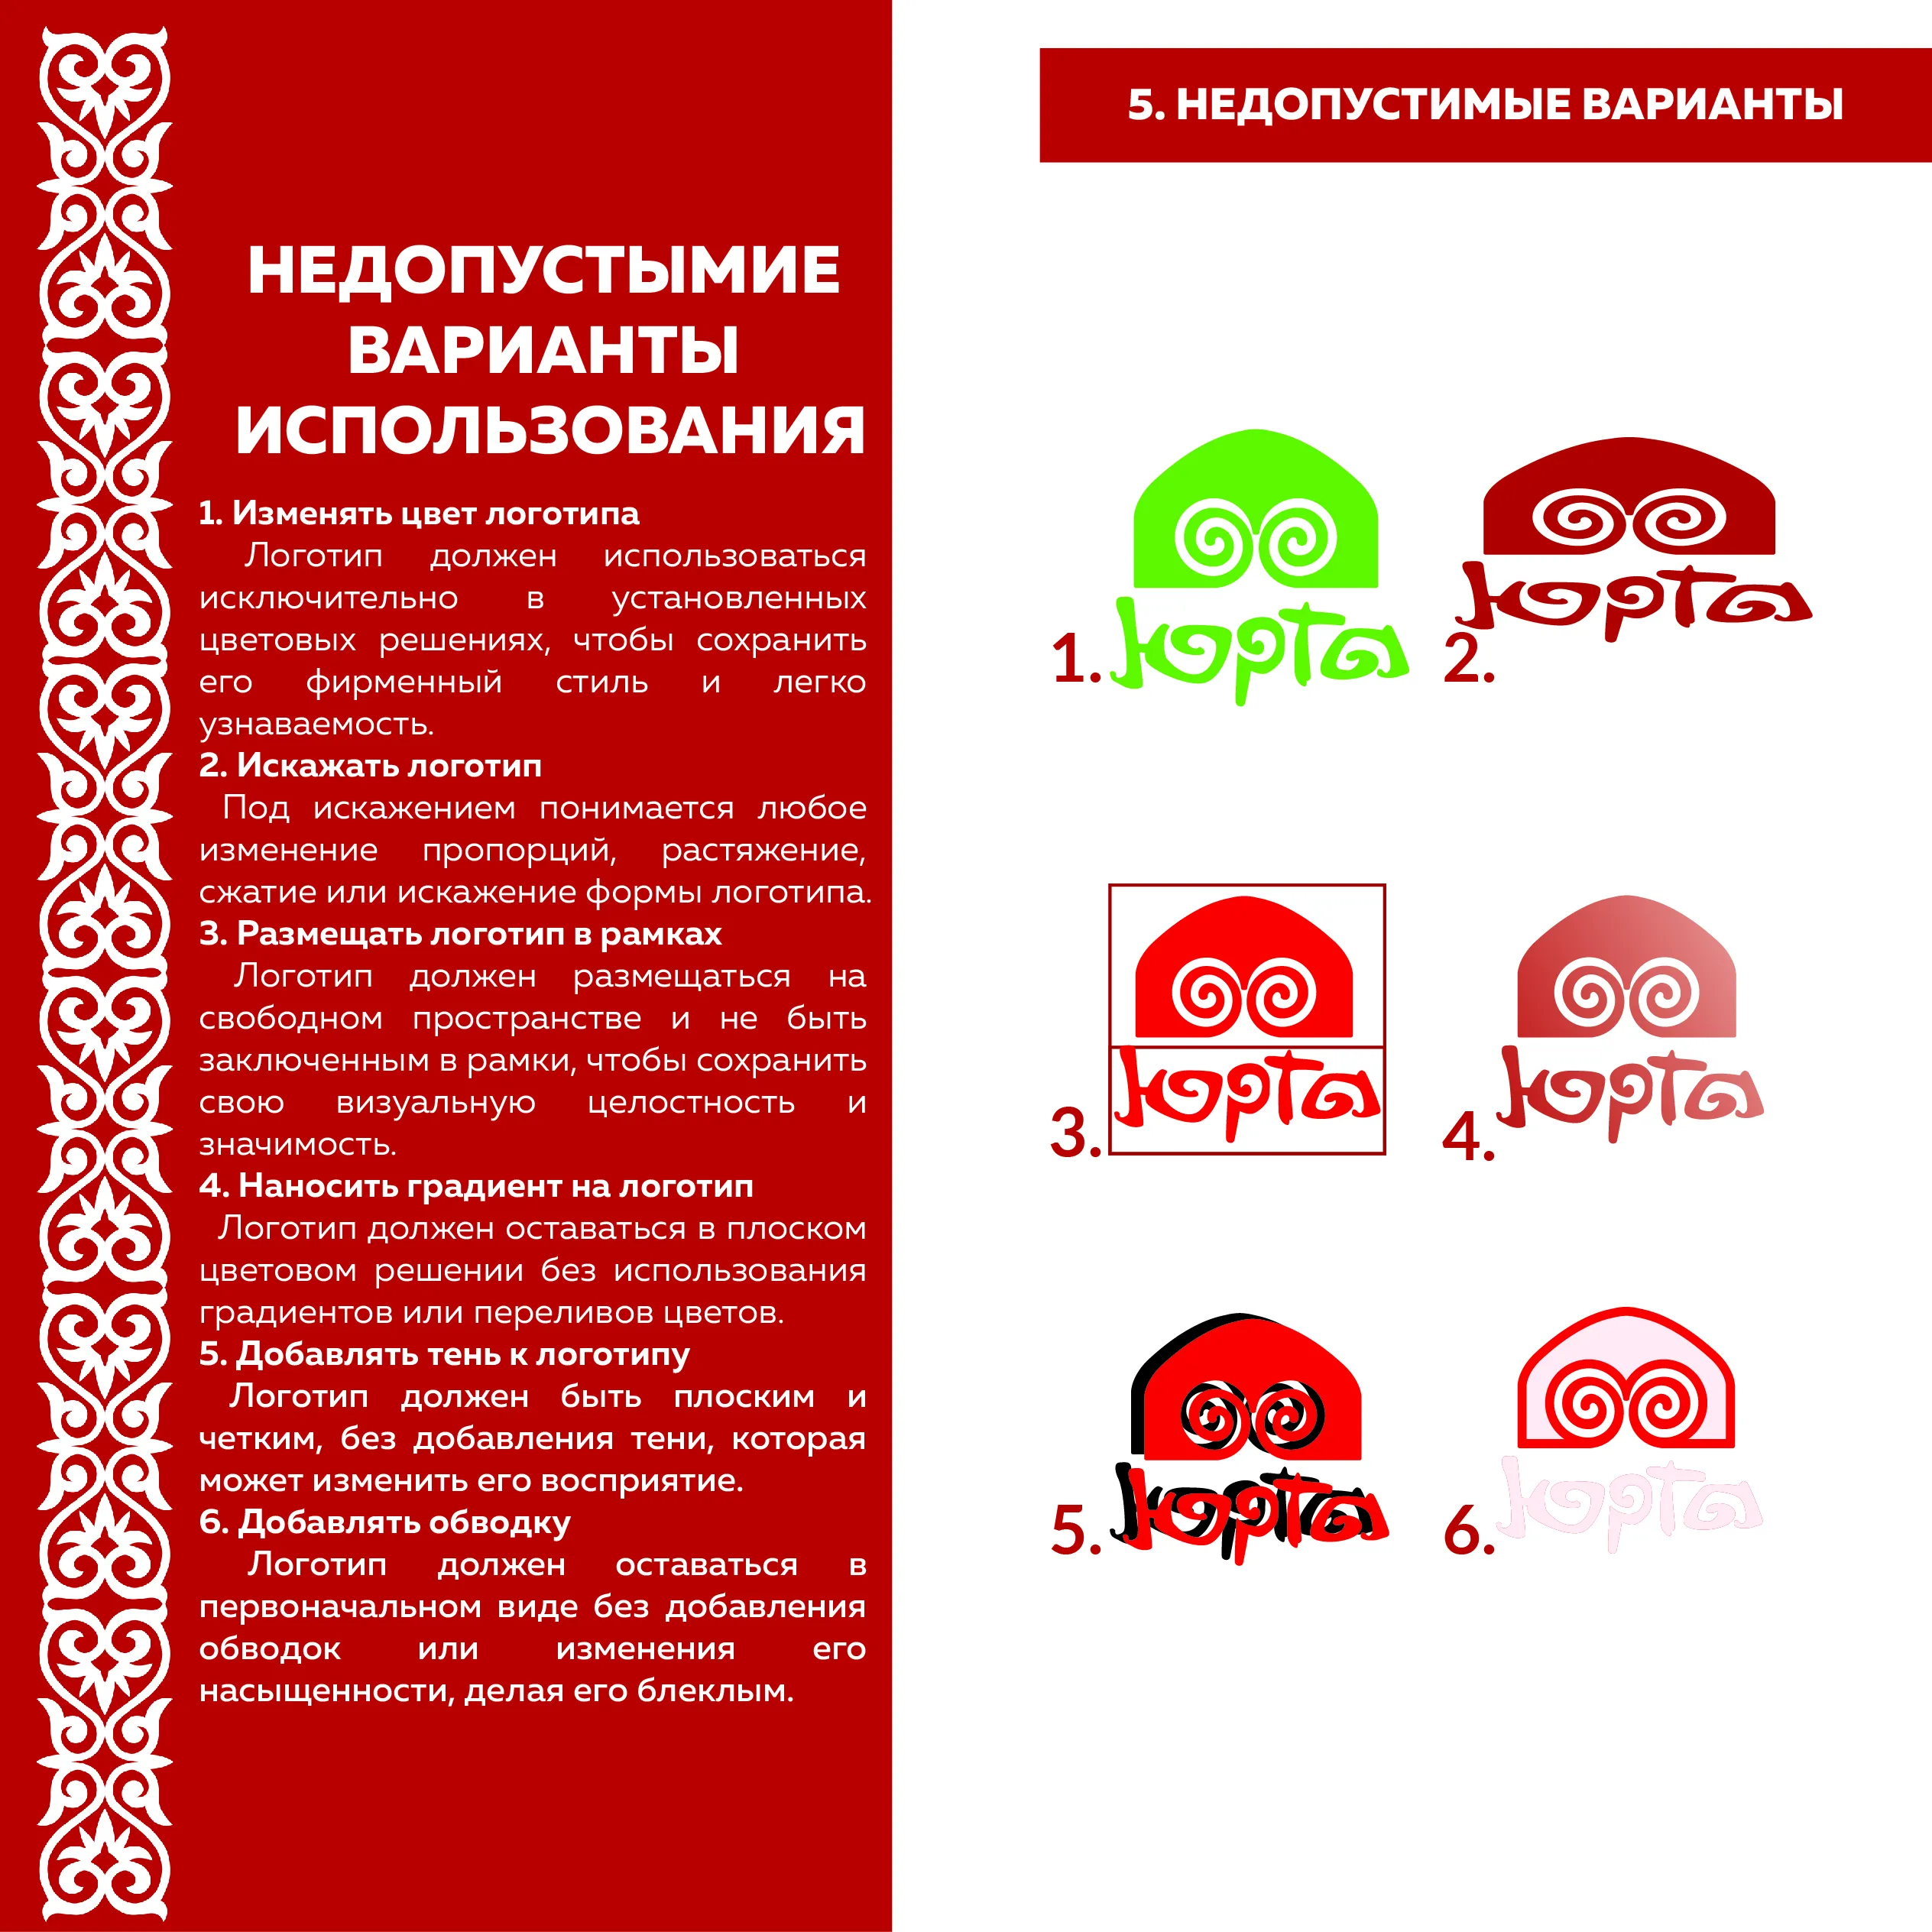 НЕДОПУСТЫМИЕ
ВАРИАНТЫ
ИСПОЛЬЗОВАНИЯ
1. Изменять цвет логотипа
Логотип должен использоваться
исключительно в установленных
цветовых решениях, чтобы сохранить
его фирменный стиль и легко
узнаваемость.
2. Искажать логотип
Под искажением понимается любое
изменение пропорций, растяжение,
сжатие или искажение формы логотипа.
3. Размещать логотип в рамках
Логотип должен размещаться на
свободном пространстве и не быть
заключенным в рамки, чтобы сохранить
свою визуальную целостность и
значимость.
4. Наносить градиент на логотип
Логотип должен оставаться в плоском
цветовом решении без использования
градиентов или переливов цветов.
5. Добавлять тень к логотипу
Логотип должен быть плоским и
четким, без добавления тени, которая
может изменить его восприятие.
6. Добавлять обводку
Логотип должен оставаться в
первоначальном виде без добавления
обводок или изменения его
насыщенности, делая его блеклым.
5. НЕДОПУСТИМЫЕ ВАРИАНТЫ
1. Юрта
2. Юрта
3. Юрта
4. Юрта
5. Юрта
6. Юрта